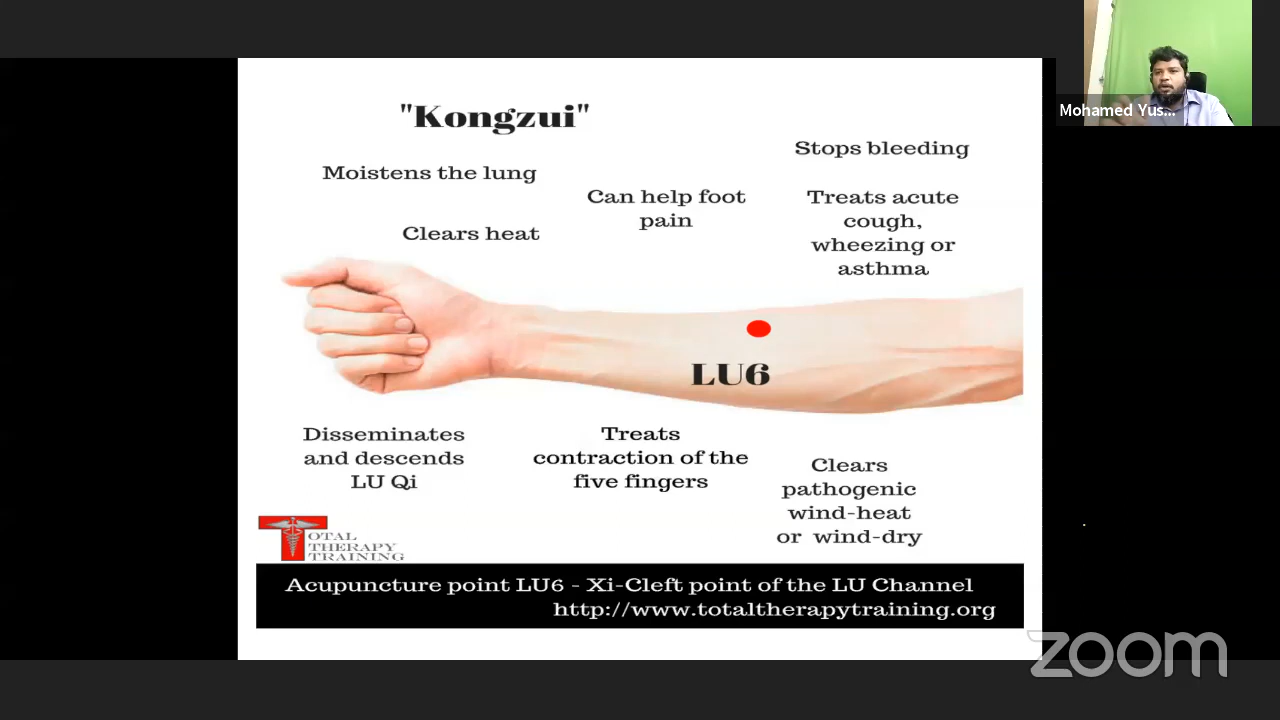 Mohamed Yus...
"Kongzui"
Stops bleeding
Moistens the lung
Can help foot
pain
Treats acute
cough,
wheezing or
asthma
Clears heat
LU6
Disseminates
and descends
LU Qi
Treats
contraction of the
five fingers
Clears
pathogenic
wind-heat
or wind-dry
TOTAL
THERAPY
TRAINING
Acupuncture point LU6 - Xi-Cleft point of the LU Channel
http://www.totaltherapytraining.org
zoom